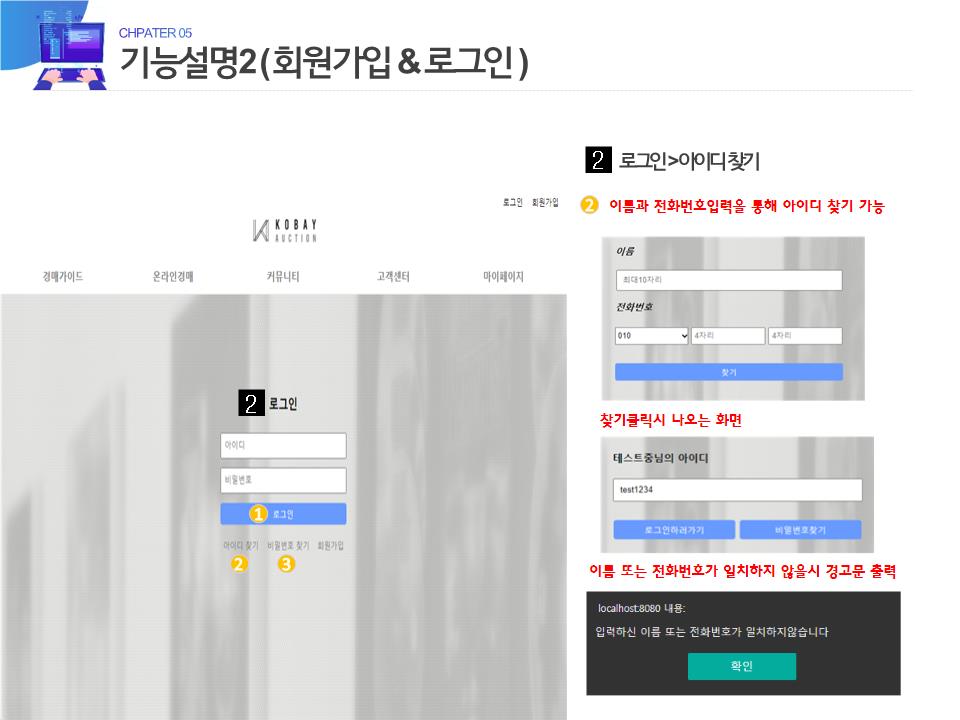 CHPATER 05
기능설명2 ( 회원가입 & 로그인 )
로그인 회원가입
KOBAY
AUCTION
경매가이드 온라인경매 커뮤니티 고객센터 마이페이지
2 로그인
아이디
비밀번호
1 로그인
아이디 찾기 비밀번호 찾기 회원가입
2 3
2 로그인>아이디 찾기
2 이름과 전화번호입력을 통해 아이디 찾기 가능
이름
최대10자리
전화번호
010 4자리 4자리
찾기
찾기클릭시 나오는 화면
테스트중님의 아이디
test1234
로그인하러가기 비밀번호찾기
이름 또는 전화번호가 일치하지 않을시 경고문 출력
localhost:8080 내용:
입력하신 이름 또는 전화번호가 일치하지않습니다
확인